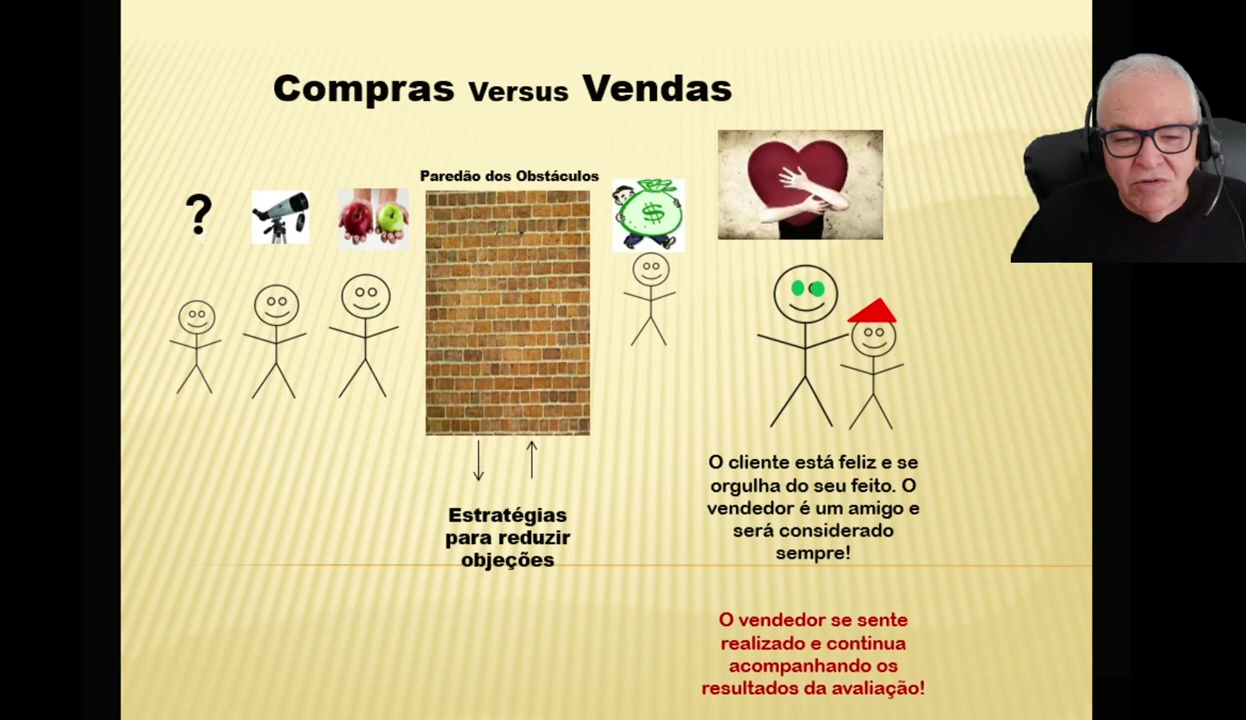 Compras Versus Vendas
Paredão dos Obstáculos
?
$
Estratégias
para reduzir
objeções
O cliente está feliz e se
orgulha do seu feito. O
vendedor é um amigo e
será considerado
sempre!
O vendedor se sente
realizado e continua
acompanhando os
resultados da avaliação!